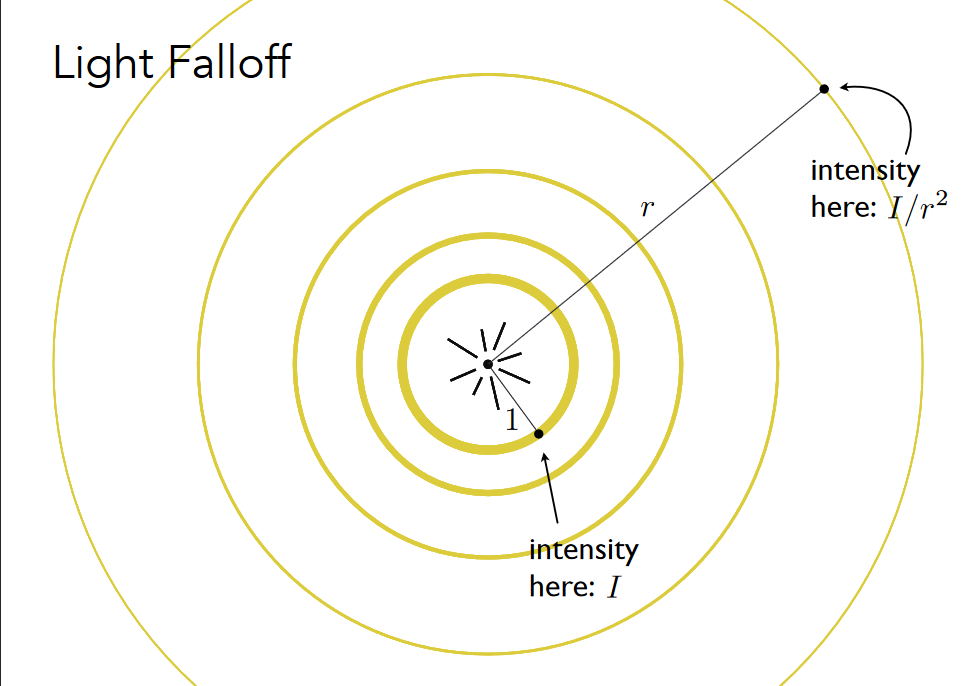 Light Falloff
intensity
here: I/r²
r
1
intensity
here: I